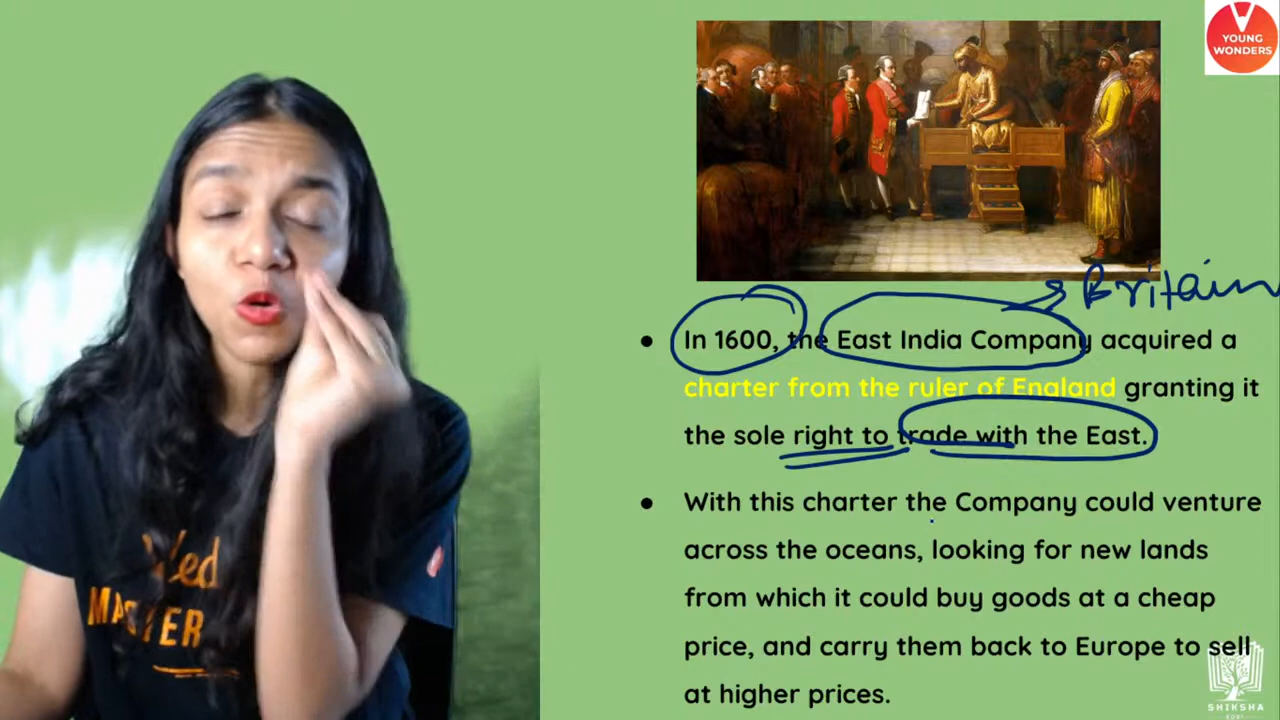 YOUNG
WONDERS
Britain
● In 1600, the East India Company acquired a
charter from the ruler of England granting it
the sole right to trade with the East.
● With this charter the Company could venture
across the oceans, looking for new lands
from which it could buy goods at a cheap
price, and carry them back to Europe to sell
at higher prices.
SHIKSHA